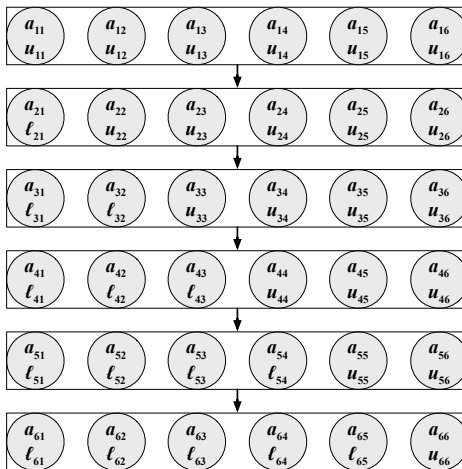 a₁₁ a₁₂ a₁₃ a₁₄ a₁₅ a₁₆
u₁₁ u₁₂ u₁₃ u₁₄ u₁₅ u₁₆
a₂₁ a₂₂ a₂₃ a₂₄ a₂₅ a₂₆
ℓ₂₁ u₂₂ u₂₃ u₂₄ u₂₅ u₂₆
a₃₁ a₃₂ a₃₃ a₃₄ a₃₅ a₃₆
ℓ₃₁ ℓ₃₂ u₃₃ u₃₄ u₃₅ u₃₆
a₄₁ a₄₂ a₄₃ a₄₄ a₄₅ a₄₆
ℓ₄₁ ℓ₄₂ ℓ₄₃ u₄₄ u₄₅ u₄₆
a₅₁ a₅₂ a₅₃ a₅₄ a₅₅ a₅₆
ℓ₅₁ ℓ₅₂ ℓ₅₃ ℓ₅₄ u₅₅ u₅₆
a₆₁ a₆₂ a₆₃ a₆₄ a₆₅ a₆₆
ℓ₆₁ ℓ₆₂ ℓ₆₃ ℓ₆₄ ℓ₆₅ u₆₆